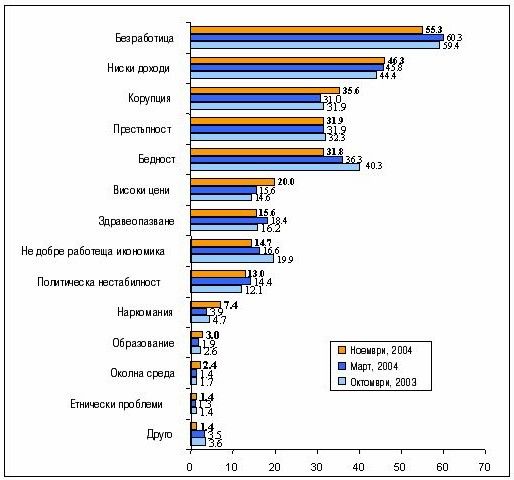 Безработица
55.3
60.3
59.4
Ниски доходи
46.3
45.8
44.4
Корупция
35.6
31.0
31.9
Престъпност
31.9
31.9
32.3
Бедност
31.8
36.3
40.3
Високи цени
20.0
15.6
14.6
Здравеопазване
15.6
18.4
16.2
Не добре работеща икономика
14.7
16.6
19.9
Политическа нестабилност
13.0
14.4
12.1
Наркомания
7.4
3.9
4.7
Образование
3.0
1.9
2.6
Околна среда
2.4
1.4
1.7
Етнически проблеми
1.4
1.3
1.4
Друго
1.4
3.5
3.6
Ноември, 2004
Март, 2004
Октомври, 2003
0 10 20 30 40 50 60 70